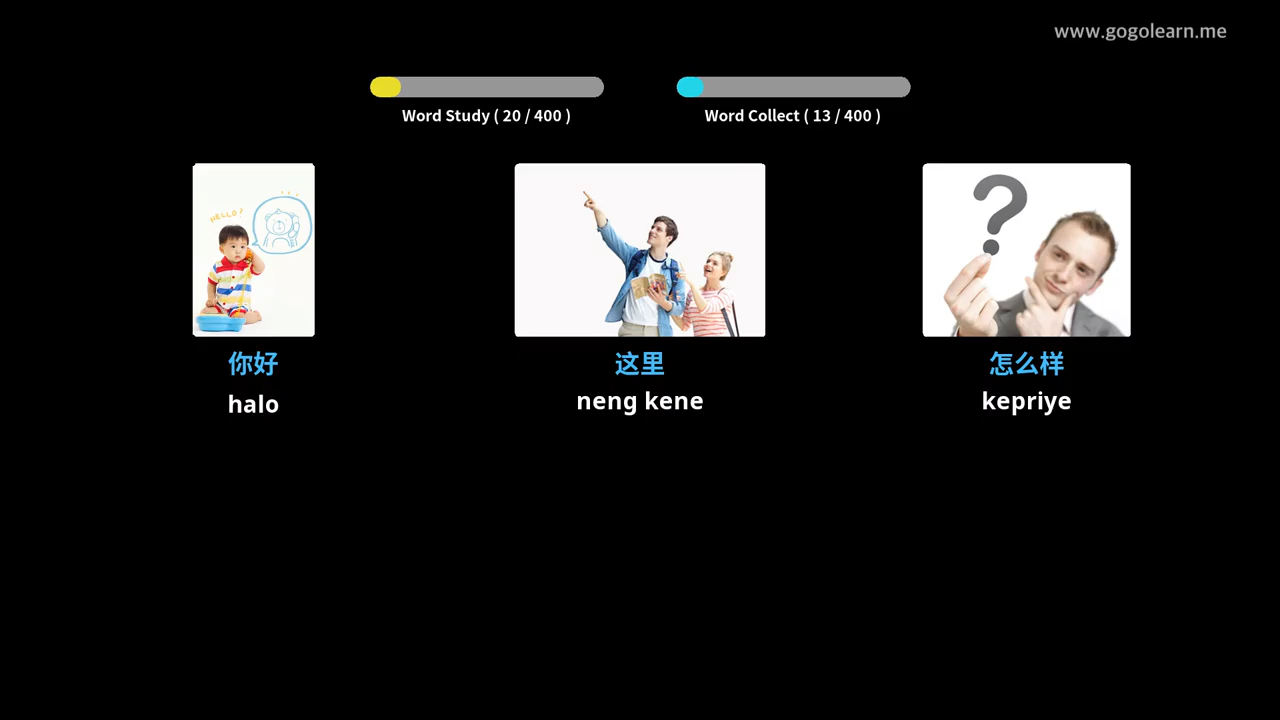 www.gogolearn.me
Word Study ( 20 / 400 )
Word Collect ( 13 / 400 )
HELLO?
你好
halo
这里
neng kene
怎么样
kepriye